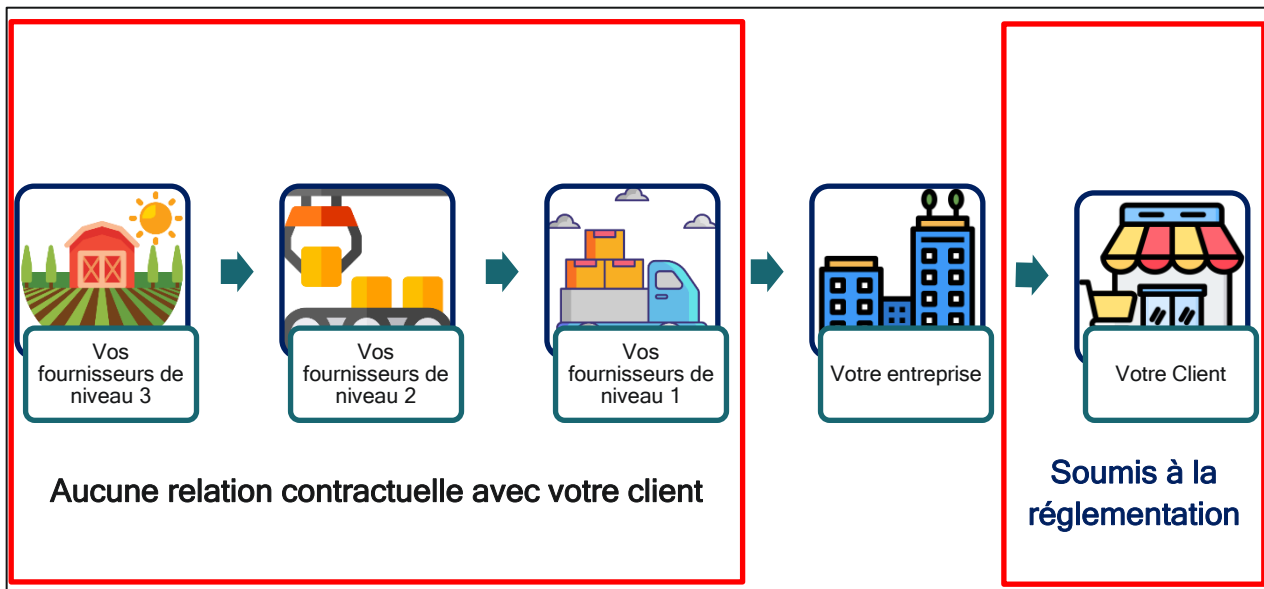 Vos
fournisseurs de
niveau 3
Vos
fournisseurs de
niveau 2
Vos
fournisseurs de
niveau 1
Votre entreprise
Votre Client
Aucune relation contractuelle avec votre client
Soumis à la
réglementation